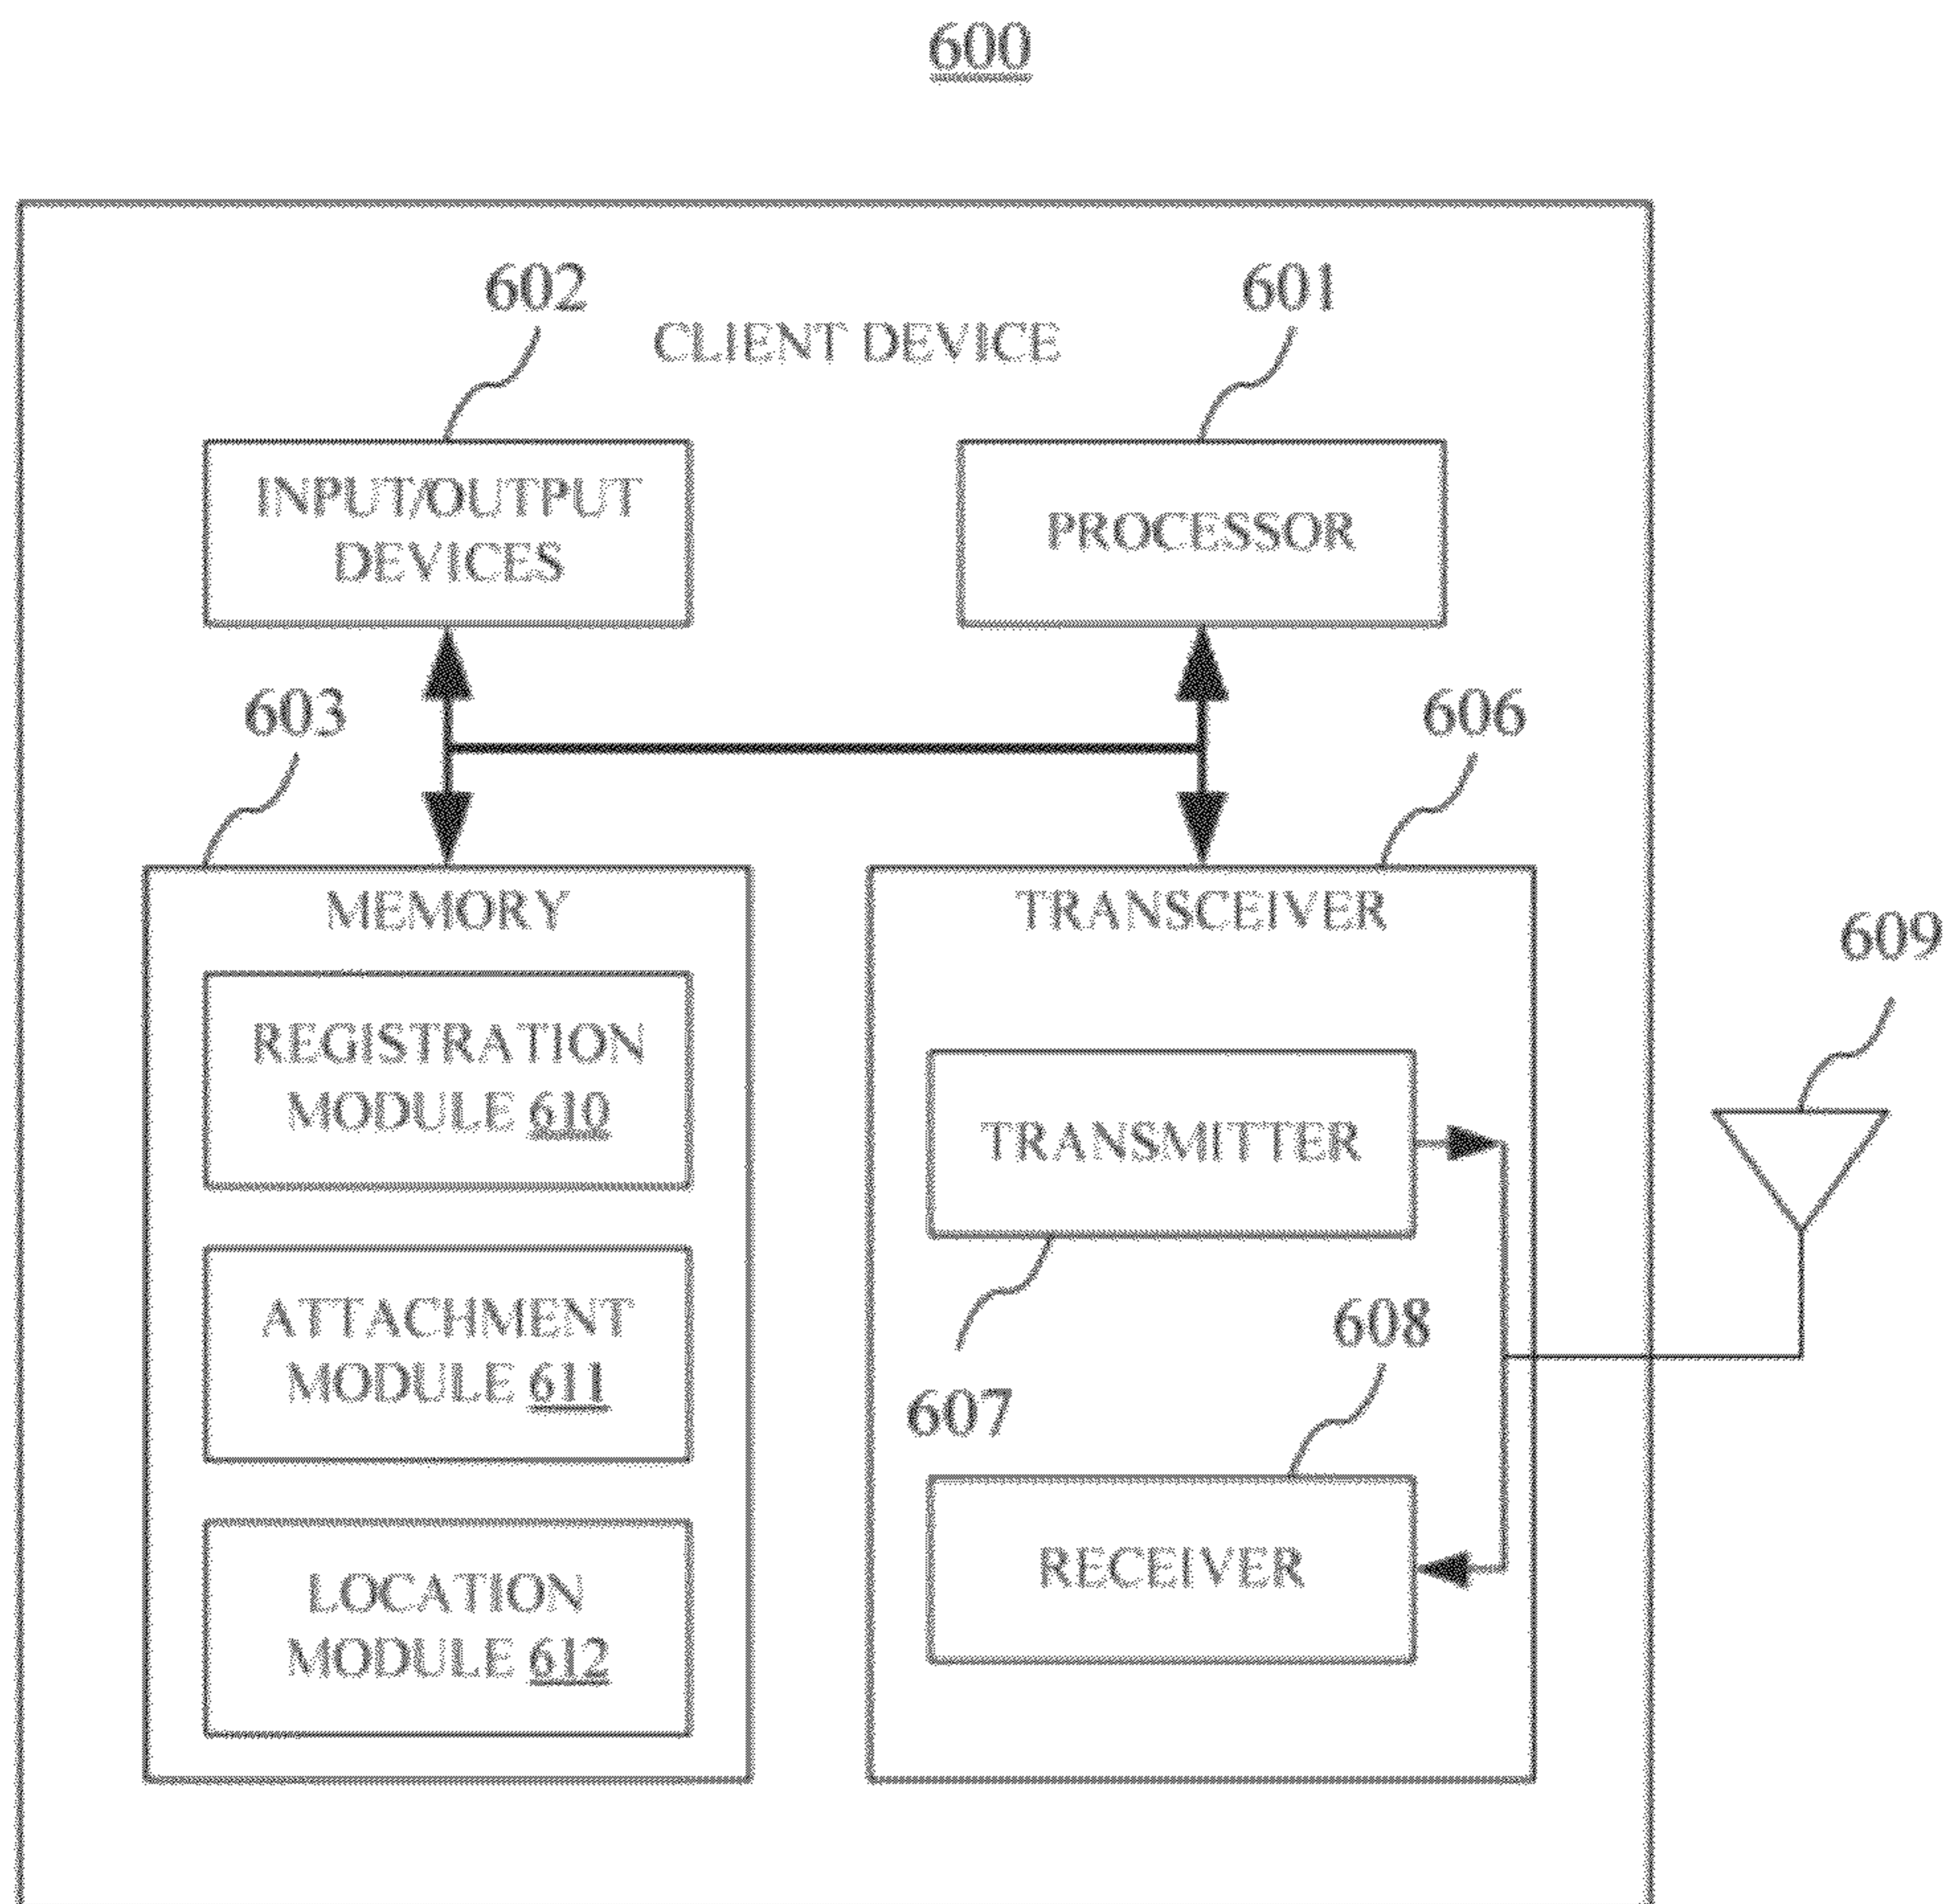 600
602
CLIENT DEVICE
601
INPUT/OUTPUT
DEVICES
PROCESSOR
603
606
MEMORY
TRANSCEIVER
609
REGISTRATION
MODULE 610
TRANSMITTER
ATTACHMENT
MODULE 611
607
608
RECEIVER
LOCATION
MODULE 612